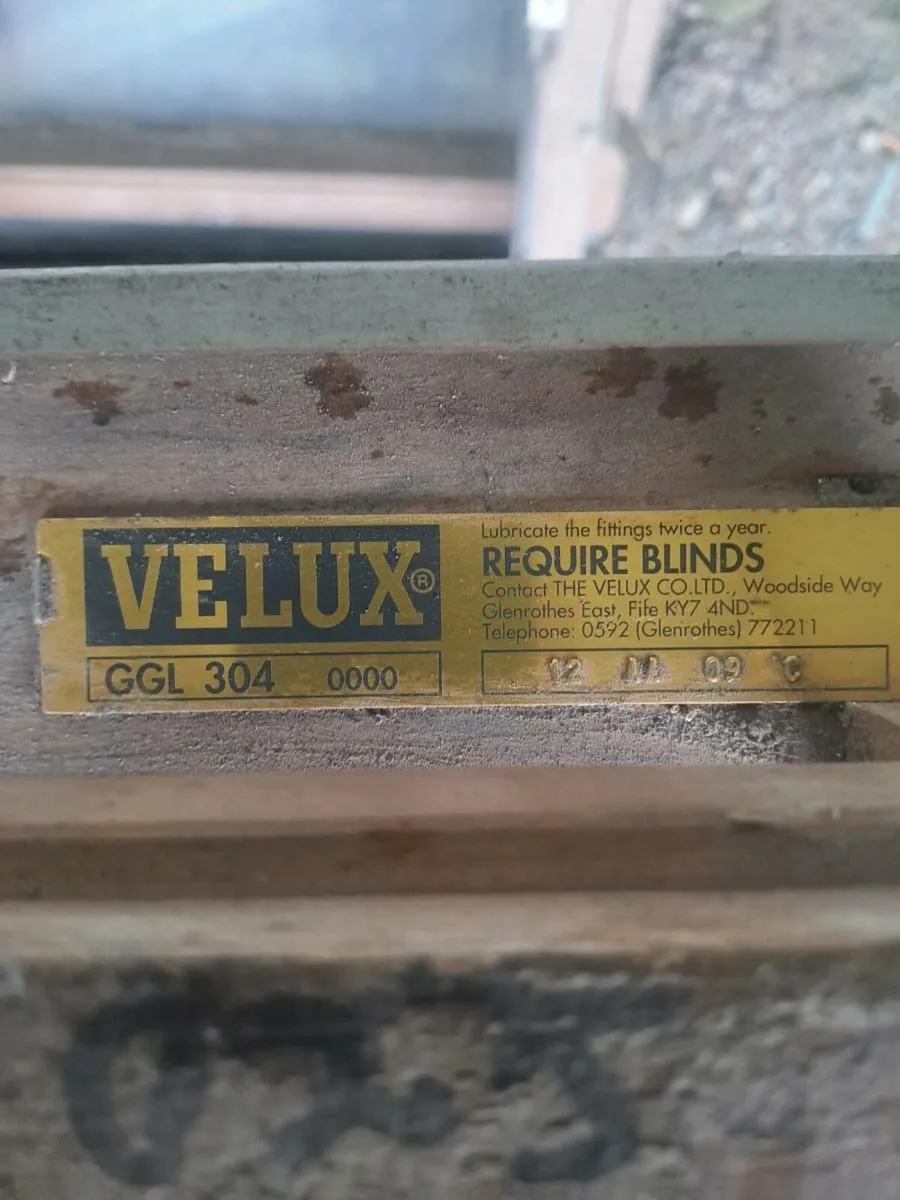 VELUX®
GGL 304 0000
Lubricate the fittings twice a year.
REQUIRE BLINDS
Contact THE VELUX CO.LTD., Woodside Way
Glenrothes East, Fife KY7 4ND.
Telephone: 0592 (Glenrothes) 772211
12 AA 09 C